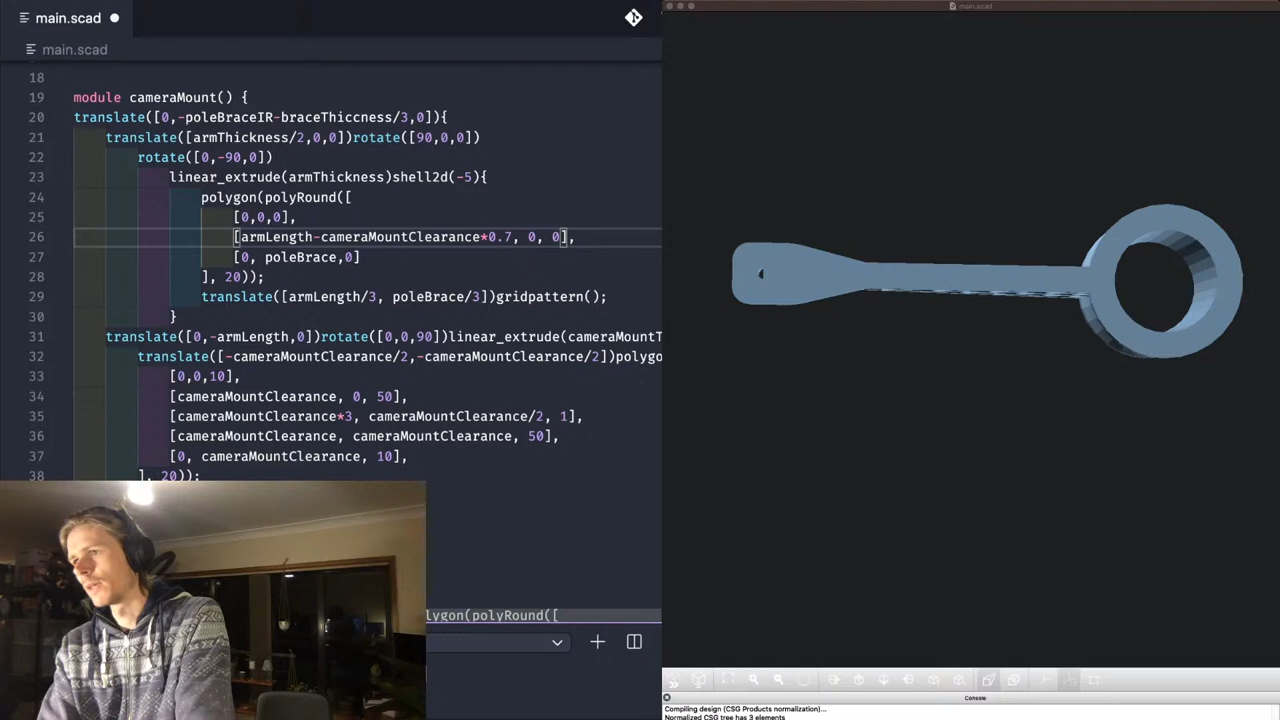 main.scad
main.scad
main.scad
18
19 module cameraMount() {
20 translate([0,-poleBraceIR-braceThiccness/3,0]){
21 translate([armThickness/2,0,0])rotate([90,0,0])
22 rotate([0,-90,0])
23 linear_extrude(armThickness)shell2d(-5){
24 polygon(polyRound([
25 [0,0,0],
26 [armLength-cameraMountClearance*0.7, 0, 0],
27 [0, poleBrace,0]
28 ], 20));
29 translate([armLength/3, poleBrace/3])gridpattern();
30 }
31 translate([0,-armLength,0])rotate([0,0,90])linear_extrude(cameraMountT
32 translate([-cameraMountClearance/2,-cameraMountClearance/2])polygo
33 [0,0,10],
34 [cameraMountClearance, 0, 50],
35 [cameraMountClearance*3, cameraMountClearance/2, 1],
36 [cameraMountClearance, cameraMountClearance, 50],
37 [0, cameraMountClearance, 10],
38 ], 20));
lygon(polyRound([
Console
Compiling design (CSG Products normalization)...
Normalized CSG tree has 3 elements